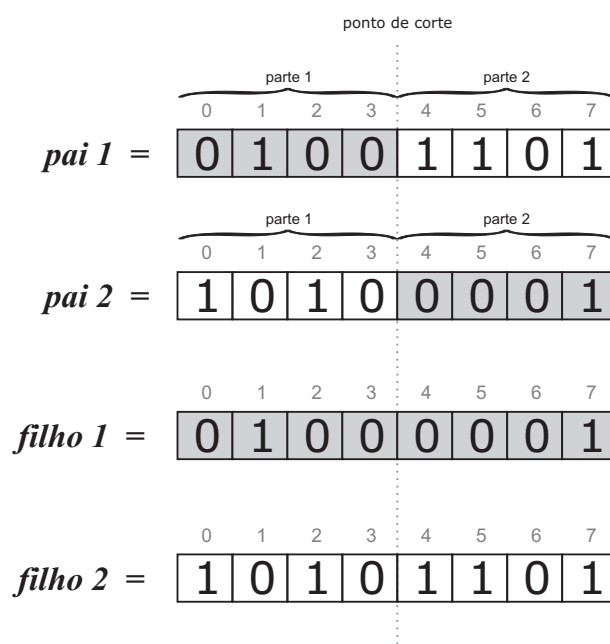 ponto de corte
parte 1 parte 2
0 1 2 3 4 5 6 7
pai 1 = 0 1 0 0 1 1 0 1
parte 1 parte 2
0 1 2 3 4 5 6 7
pai 2 = 1 0 1 0 0 0 0 1
0 1 2 3 4 5 6 7
filho 1 = 0 1 0 0 0 0 0 1
0 1 2 3 4 5 6 7
filho 2 = 1 0 1 0 1 1 0 1